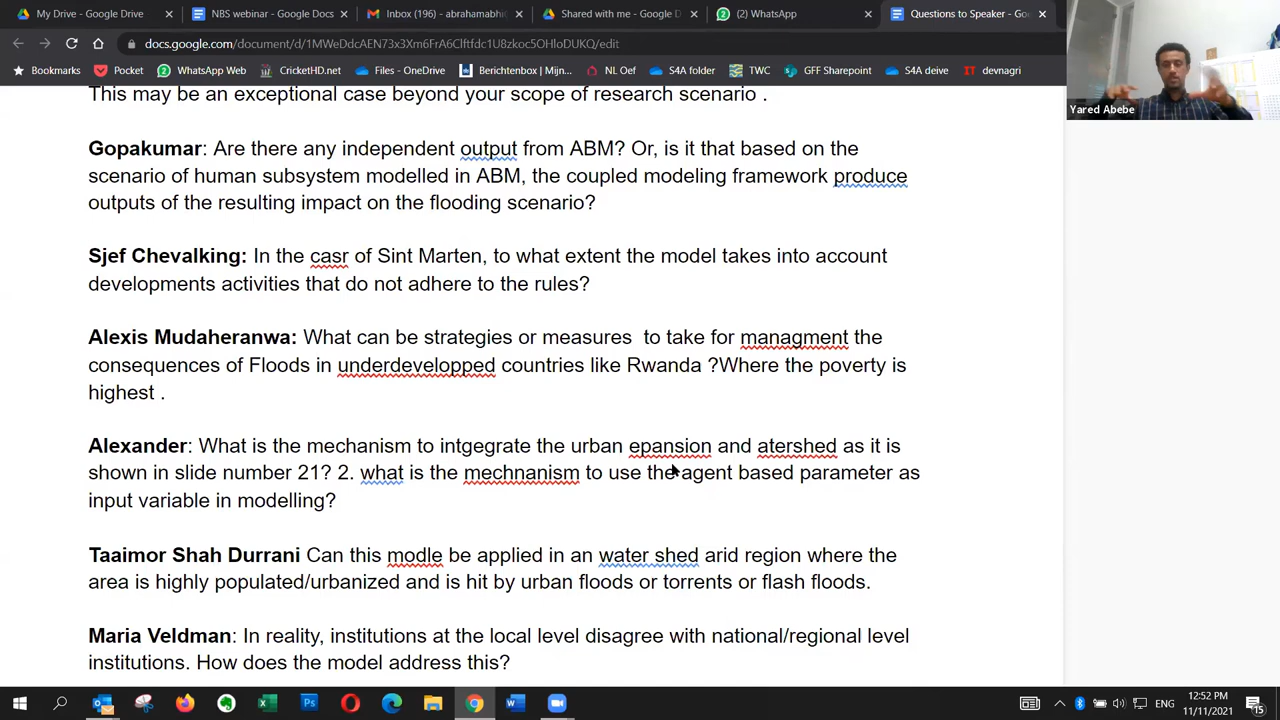 My Drive - Google Drive
NBS webinar - Google Docs
Inbox (196) - abrahamabhi
Shared with me - Google D
(2) WhatsApp
Questions to Speaker - Goo
docs.google.com/document/d/1MWeDdcAEN73x3Xm6FrA6Clftfdc1U8zkoc5OHIoDUKQ/edit
Bookmarks
Pocket
WhatsApp Web
CricketHD.net
Files - OneDrive
Berichtenbox | Mijn...
NL Oef
S4A folder
TWC
GFF Sharepoint
S4A deive
devnagri
Yared Abebe
This may be an exceptional case beyond your scope of research scenario .
Gopakumar: Are there any independent output from ABM? Or, is it that based on the
scenario of human subsystem modelled in ABM, the coupled modeling framework produce
outputs of the resulting impact on the flooding scenario?
Sjef Chevalking: In the casr of Sint Marten, to what extent the model takes into account
developments activities that do not adhere to the rules?
Alexis Mudaheranwa: What can be strategies or measures  to take for managment the
consequences of Floods in underdevelopped countries like Rwanda ?Where the poverty is
highest .
Alexander: What is the mechanism to intgegrate the urban epansion and atershed as it is
shown in slide number 21? 2. what is the mechnanism to use the agent based parameter as
input variable in modelling?
Taaimor Shah Durrani Can this modle be applied in an water shed arid region where the
area is highly populated/urbanized and is hit by urban floods or torrents or flash floods.
Maria Veldman: In reality, institutions at the local level disagree with national/regional level
institutions. How does the model address this?
ENG
12:52 PM
11/11/2021
15